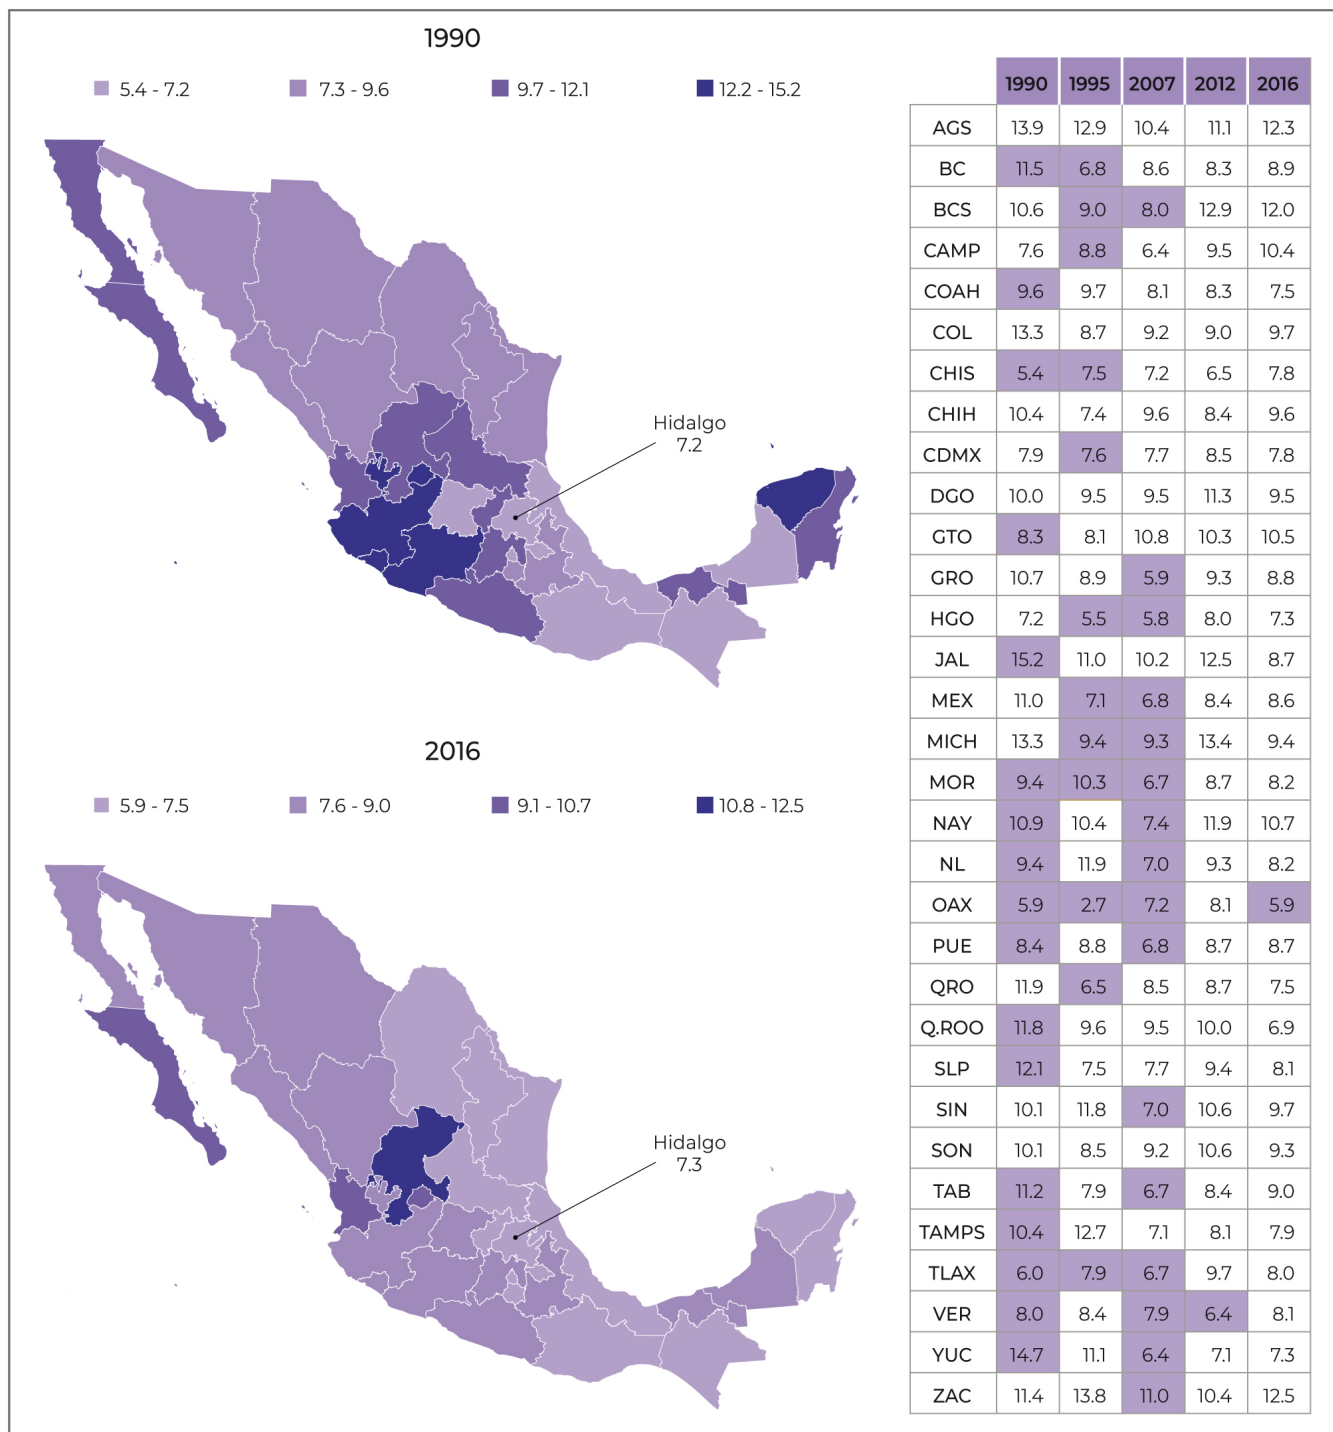 1990
5.4 - 7.2
7.3 - 9.6
9.7 - 12.1
12.2 - 15.2
Hidalgo
7.2
2016
5.9 - 7.5
7.6 - 9.0
9.1 - 10.7
10.8 - 12.5
Hidalgo
7.3
1990 1995 2007 2012 2016
AGS 13.9 12.9 10.4 11.1 12.3
BC 11.5 6.8 8.6 8.3 8.9
BCS 10.6 9.0 8.0 12.9 12.0
CAMP 7.6 8.8 6.4 9.5 10.4
COAH 9.6 9.7 8.1 8.3 7.5
COL 13.3 8.7 9.2 9.0 9.7
CHIS 5.4 7.5 7.2 6.5 7.8
CHIH 10.4 7.4 9.6 8.4 9.6
CDMX 7.9 7.6 7.7 8.5 7.8
DGO 10.0 9.5 9.5 11.3 9.5
GTO 8.3 8.1 10.8 10.3 10.5
GRO 10.7 8.9 5.9 9.3 8.8
HGO 7.2 5.5 5.8 8.0 7.3
JAL 15.2 11.0 10.2 12.5 8.7
MEX 11.0 7.1 6.8 8.4 8.6
MICH 13.3 9.4 9.3 13.4 9.4
MOR 9.4 10.3 6.7 8.7 8.2
NAY 10.9 10.4 7.4 11.9 10.7
NL 9.4 11.9 7.0 9.3 8.2
OAX 5.9 2.7 7.2 8.1 5.9
PUE 8.4 8.8 6.8 8.7 8.7
QRO 11.9 6.5 8.5 8.7 7.5
Q.ROO 11.8 9.6 9.5 10.0 6.9
SLP 12.1 7.5 7.7 9.4 8.1
SIN 10.1 11.8 7.0 10.6 9.7
SON 10.1 8.5 9.2 10.6 9.3
TAB 11.2 7.9 6.7 8.4 9.0
TAMPS 10.4 12.7 7.1 8.1 7.9
TLAX 6.0 7.9 6.7 9.7 8.0
VER 8.0 8.4 7.9 6.4 8.1
YUC 14.7 11.1 6.4 7.1 7.3
ZAC 11.4 13.8 11.0 10.4 12.5